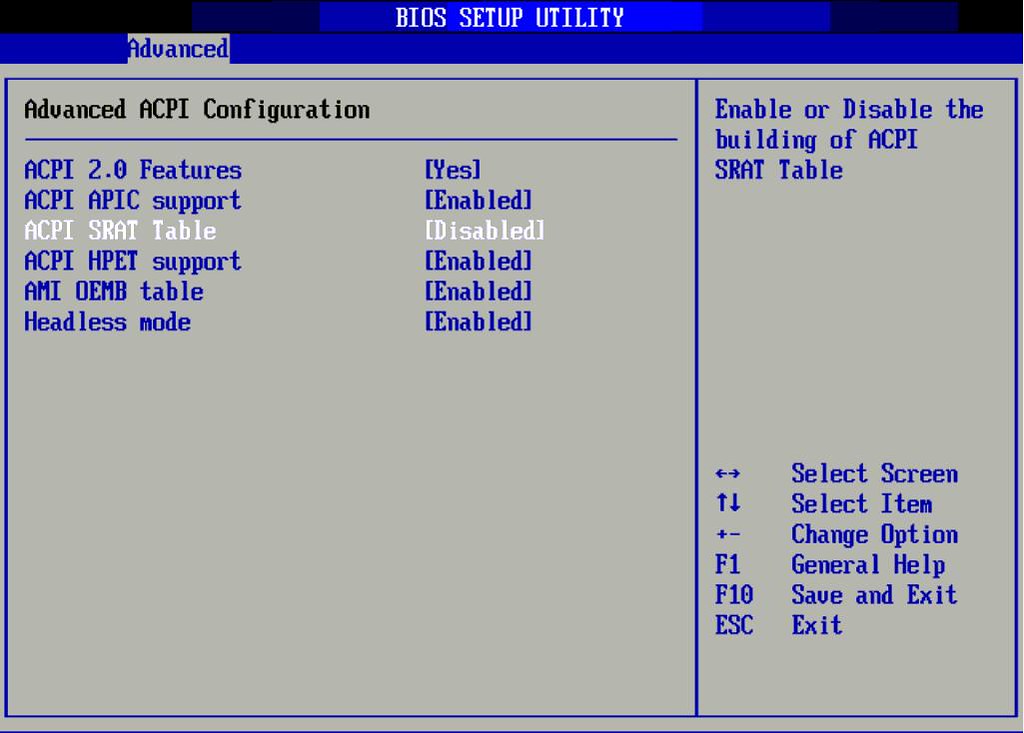 BIOS SETUP UTILITY
Advanced
Advanced ACPI Configuration
ACPI 2.0 Features [Yes]
ACPI APIC support [Enabled]
ACPI SRAT Table [Disabled]
ACPI HPET support [Enabled]
AMI OEMB table [Enabled]
Headless mode [Enabled]
Enable or Disable the
building of ACPI
SRAT Table
←→ Select Screen
↑↓ Select Item
+- Change Option
F1 General Help
F10 Save and Exit
ESC Exit